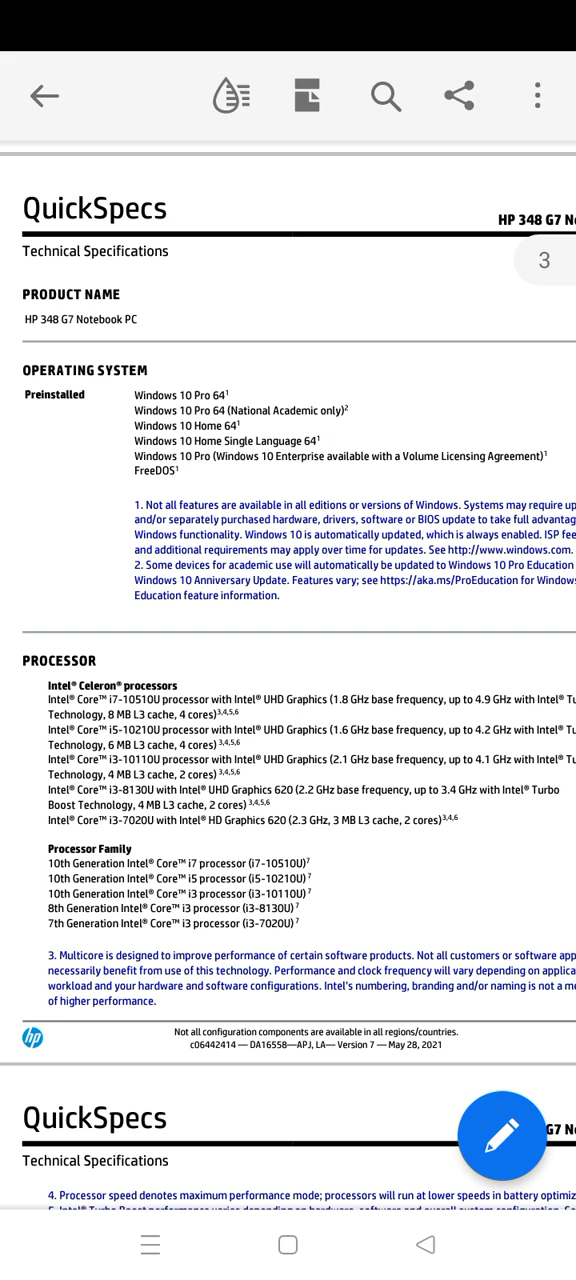 QuickSpecs
HP 348 G7
3
Technical Specifications
PRODUCT NAME
HP 348 G7 Notebook PC
OPERATING SYSTEM
Preinstalled
Windows 10 Pro 64¹
Windows 10 Pro 64 (National Academic only)²
Windows 10 Home 64¹
Windows 10 Home Single Language 64¹
Windows 10 Pro (Windows 10 Enterprise available with a Volume Licensing Agreement)¹
FreeDOS¹
1. Not all features are available in all editions or versions of Windows. Systems may require up
and/or separately purchased hardware, drivers, software or BIOS update to take full advantag
Windows functionality. Windows 10 is automatically updated, which is always enabled. ISP fee
and additional requirements may apply over time for updates. See http://www.windows.com.
2. Some devices for academic use will automatically be updated to Windows 10 Pro Education
Windows 10 Anniversary Update. Features vary; see https://aka.ms/ProEducation for Windows
Education feature information.
PROCESSOR
Intel® Celeron® processors
Intel® Core™ i7-10510U processor with Intel® UHD Graphics (1.8 GHz base frequency, up to 4.9 GHz with Intel® Tu
Technology, 8 MB L3 cache, 4 cores)³,⁴,⁵,⁶
Intel® Core™ i5-10210U processor with Intel® UHD Graphics (1.6 GHz base frequency, up to 4.2 GHz with Intel® Tu
Technology, 6 MB L3 cache, 4 cores) ³,⁴,⁵,⁶
Intel® Core™ i3-10110U processor with Intel® UHD Graphics (2.1 GHz base frequency, up to 4.1 GHz with Intel® Tu
Technology, 4 MB L3 cache, 2 cores) ³,⁴,⁵,⁶
Intel® Core™ i3-8130U with Intel® UHD Graphics 620 (2.2 GHz base frequency, up to 3.4 GHz with Intel® Turbo
Boost Technology, 4 MB L3 cache, 2 cores) ³,⁴,⁵,⁶
Intel® Core™ i3-7020U with Intel® HD Graphics 620 (2.3 GHz, 3 MB L3 cache, 2 cores)³,⁴,⁶
Processor Family
10th Generation Intel® Core™ i7 processor (i7-10510U)⁷
10th Generation Intel® Core™ i5 processor (i5-10210U) ⁷
10th Generation Intel® Core™ i3 processor (i3-10110U) ⁷
8th Generation Intel® Core™ i3 processor (i3-8130U) ⁷
7th Generation Intel® Core™ i3 processor (i3-7020U) ⁷
3. Multicore is designed to improve performance of certain software products. Not all customers or software app
necessarily benefit from use of this technology. Performance and clock frequency will vary depending on applica
workload and your hardware and software configurations. Intel's numbering, branding and/or naming is not a me
of higher performance.
hp
Not all configuration components are available in all regions/countries.
c06442414 — DA16558—APJ, LA— Version 7 — May 28, 2021
QuickSpecs
G7
Technical Specifications
4. Processor speed denotes maximum performance mode; processors will run at lower speeds in battery optimiz